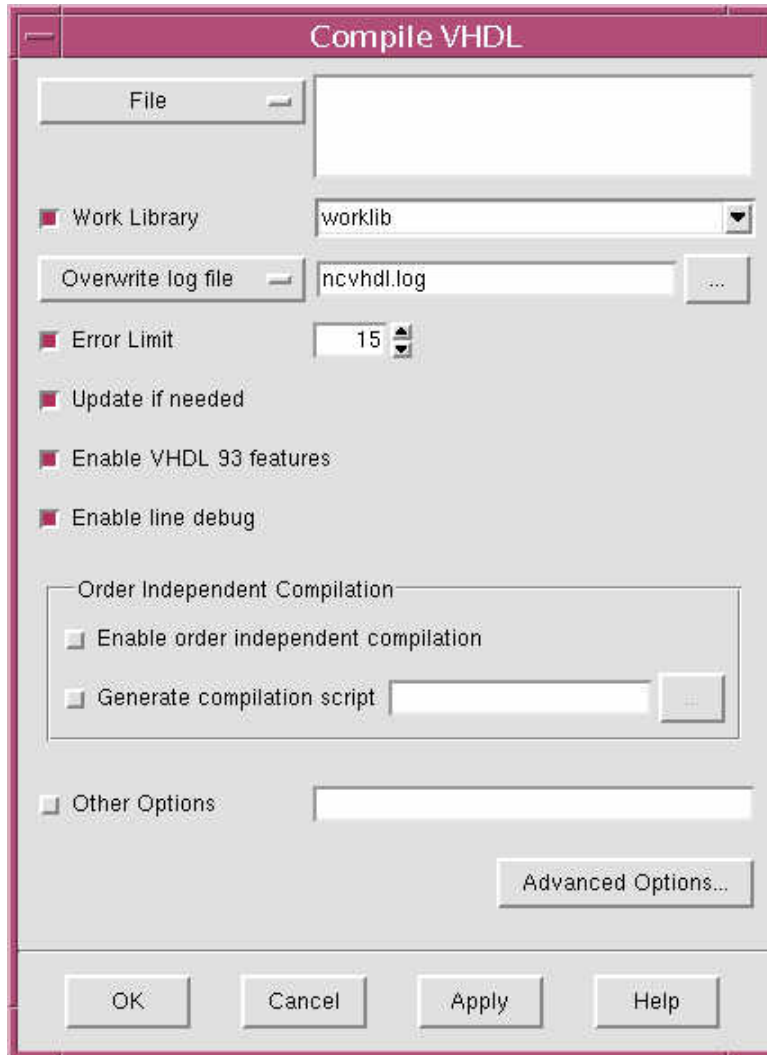 Compile VHDL
File
Work Library worklib
Overwrite log file ncvhdl.log ...
Error Limit 15
Update if needed
Enable VHDL 93 features
Enable line debug
Order Independent Compilation
Enable order independent compilation
Generate compilation script ...
Other Options
Advanced Options...
OK Cancel Apply Help